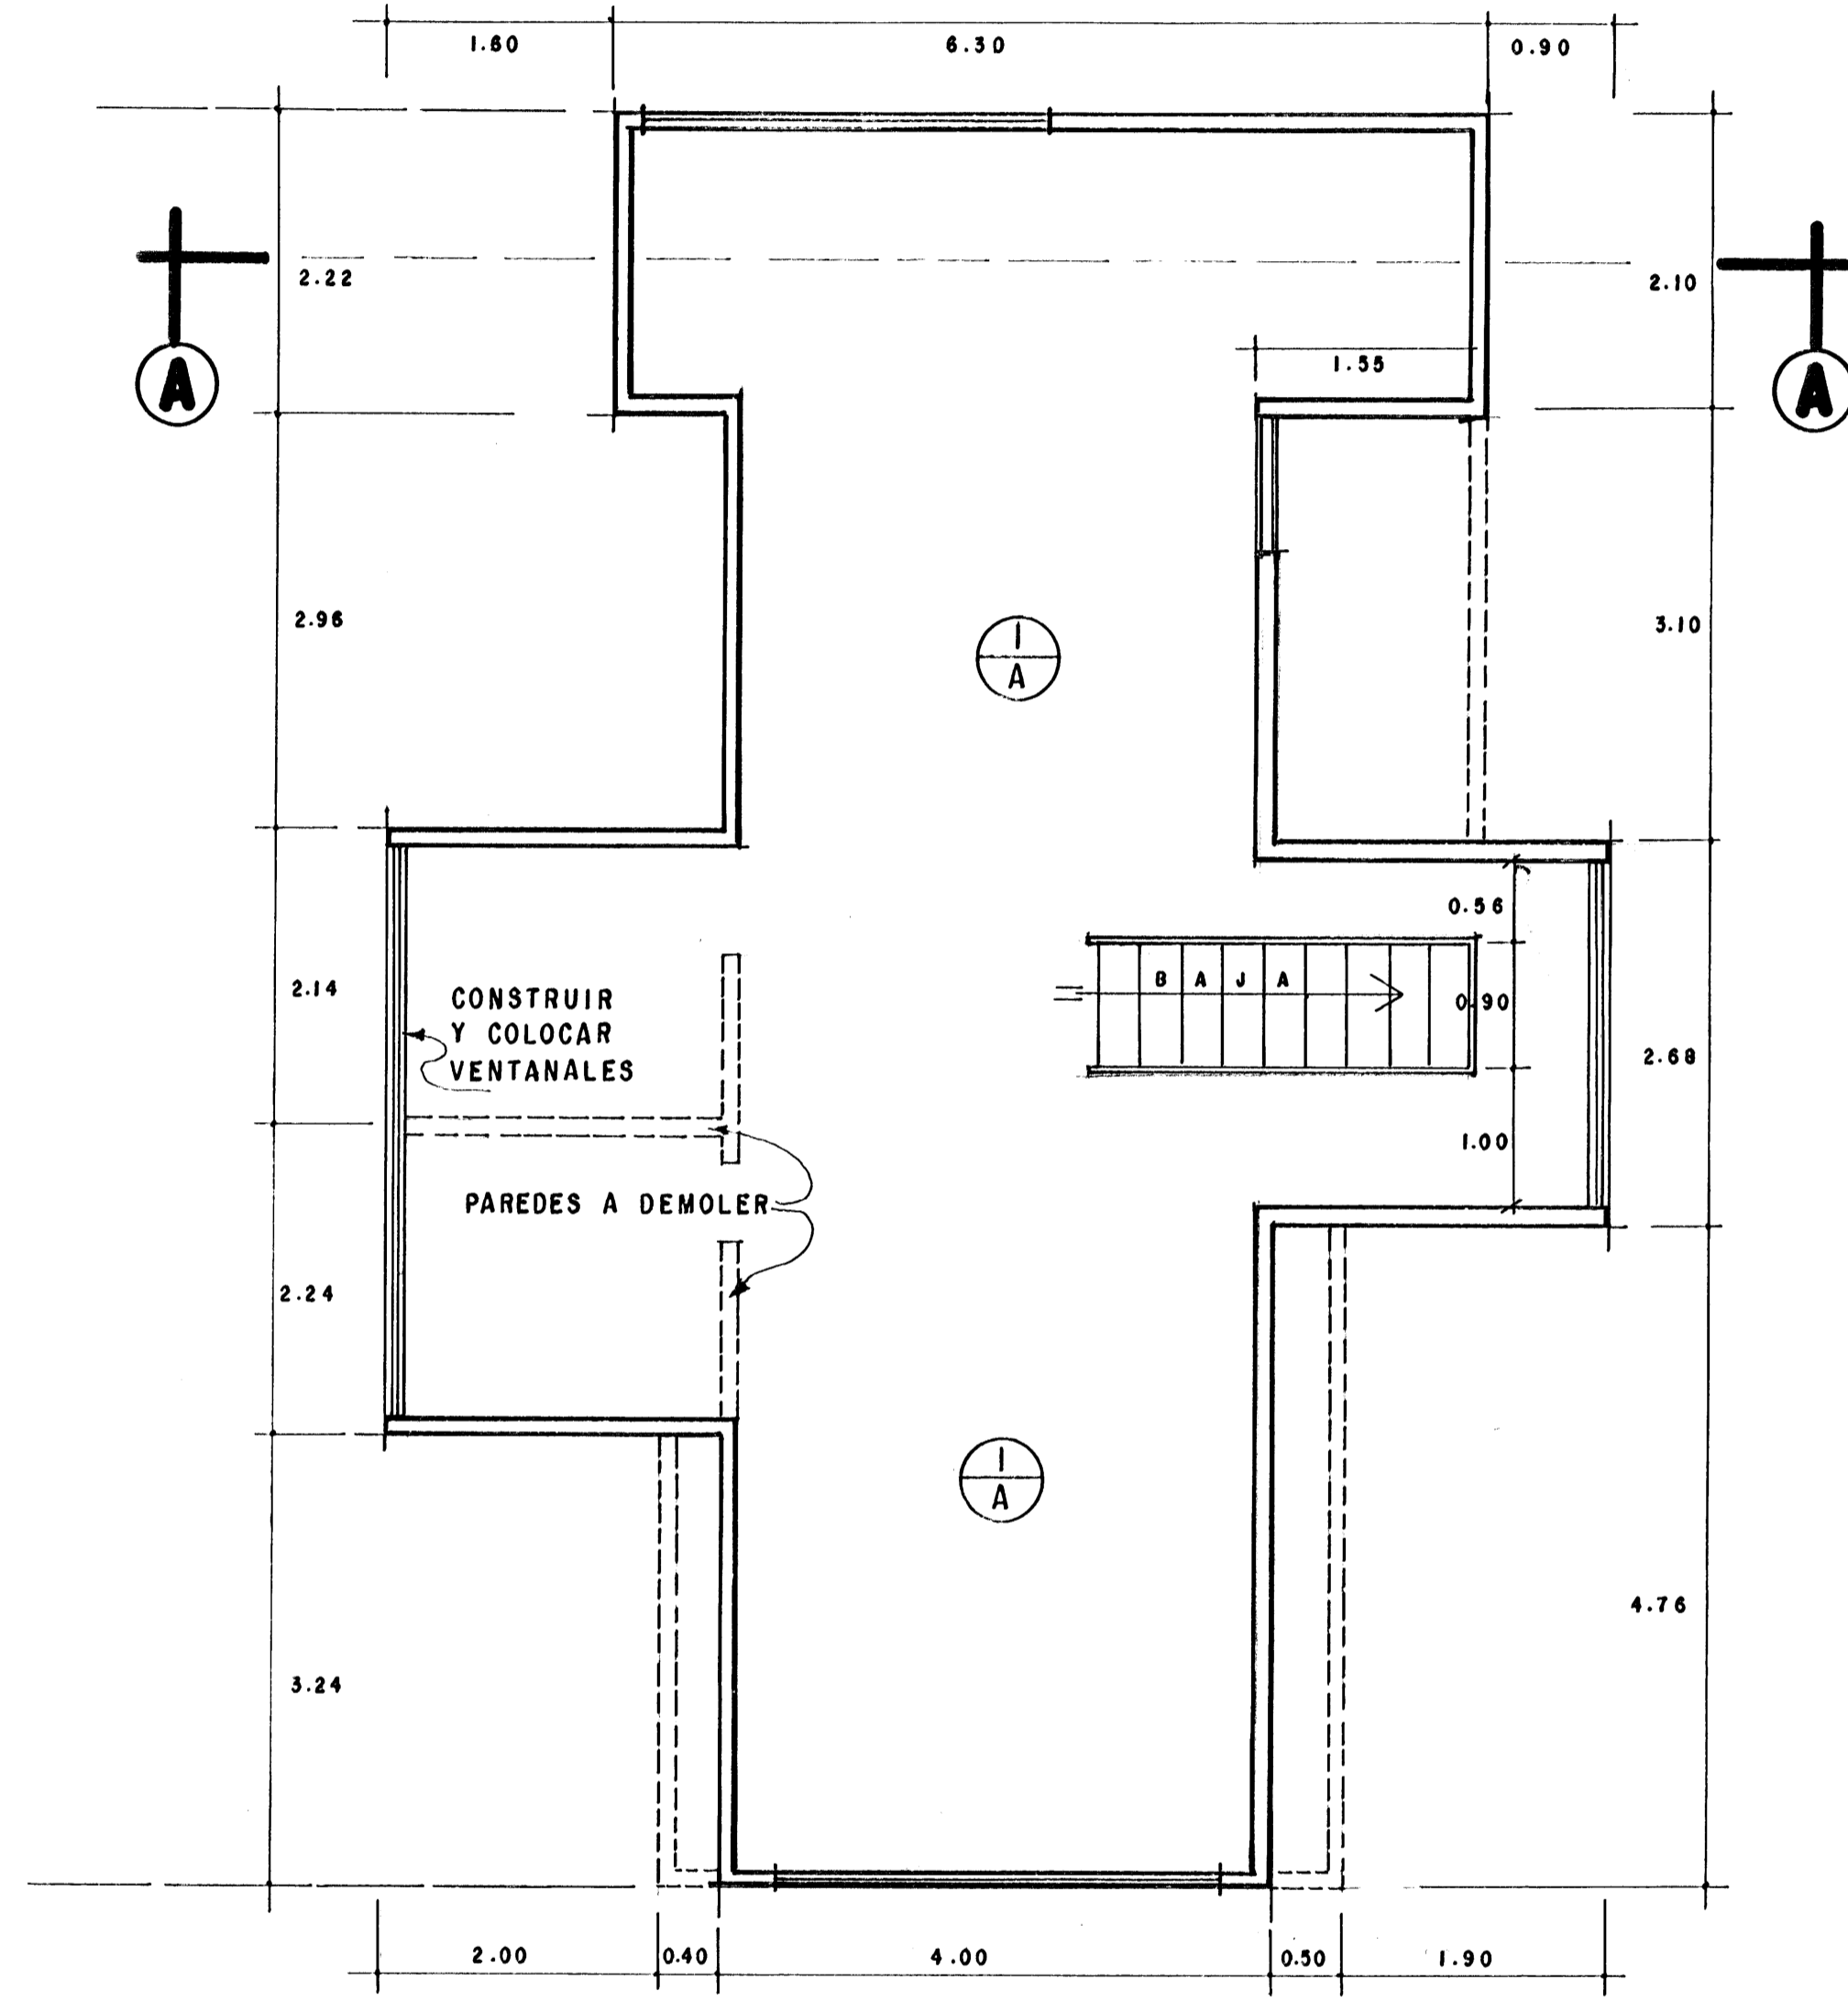 1.60
6.30
0.90
2.22
2.10
A
A
1.55
2.96
3.10
I
A
0.56
B A J A
0.90
2.14
CONSTRUIR
Y COLOCAR
VENTANALES
2.68
1.00
PAREDES A DEMOLER
2.24
I
A
4.76
3.24
2.00
0.40
4.00
0.50
1.90